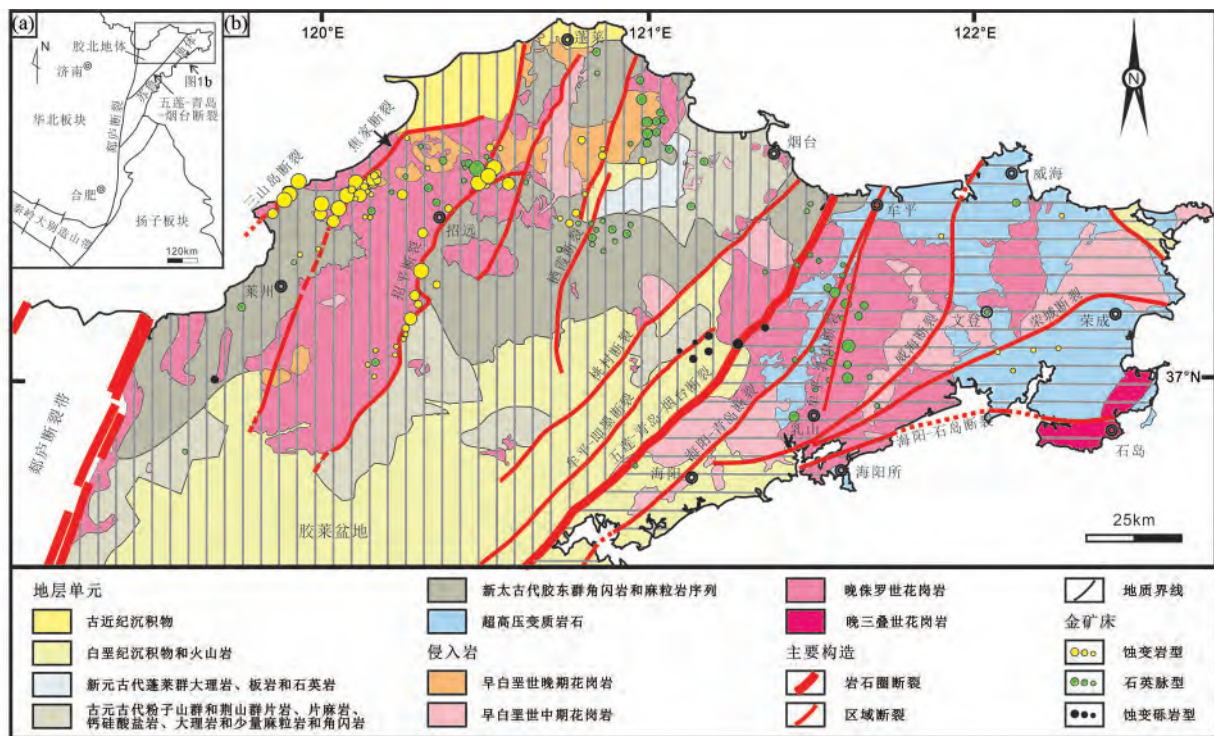 (a)
N
胶北地体
济南
地体
苏鲁
图1b
五莲-青岛
-烟台断裂
华北板块
郯庐断裂
合肥
扬子板块
秦岭大别造山带
120km
(b)
120°E
121°E
122°E
N
蓬莱
焦家断裂
三山岛断裂
烟台
威海
牟平
招远
莱州
招平断裂
栖霞断裂
文登
荣城断裂
荣成
威海断裂
桃村断裂
37°N
郯庐断裂带
牟平-即墨断裂
五莲-青岛-烟台断裂
海阳-青岛断裂
乳山
海阳-石岛断裂
石岛
海阳
海阳所
胶莱盆地
25km
地层单元
古近纪沉积物
白垩纪沉积物和火山岩
新元古代蓬莱群大理岩、板岩和石英岩
古元古代粉子山群和荆山群片岩、片麻岩、
钙硅酸盐岩、大理岩和少量麻粒岩和角闪岩
新太古代胶东群角闪岩和麻粒岩序列
超高压变质岩石
侵入岩
早白垩世晚期花岗岩
早白垩世中期花岗岩
晚侏罗世花岗岩
晚三叠世花岗岩
主要构造
岩石圈断裂
区域断裂
地质界线
金矿床
蚀变岩型
石英脉型
蚀变砾岩型